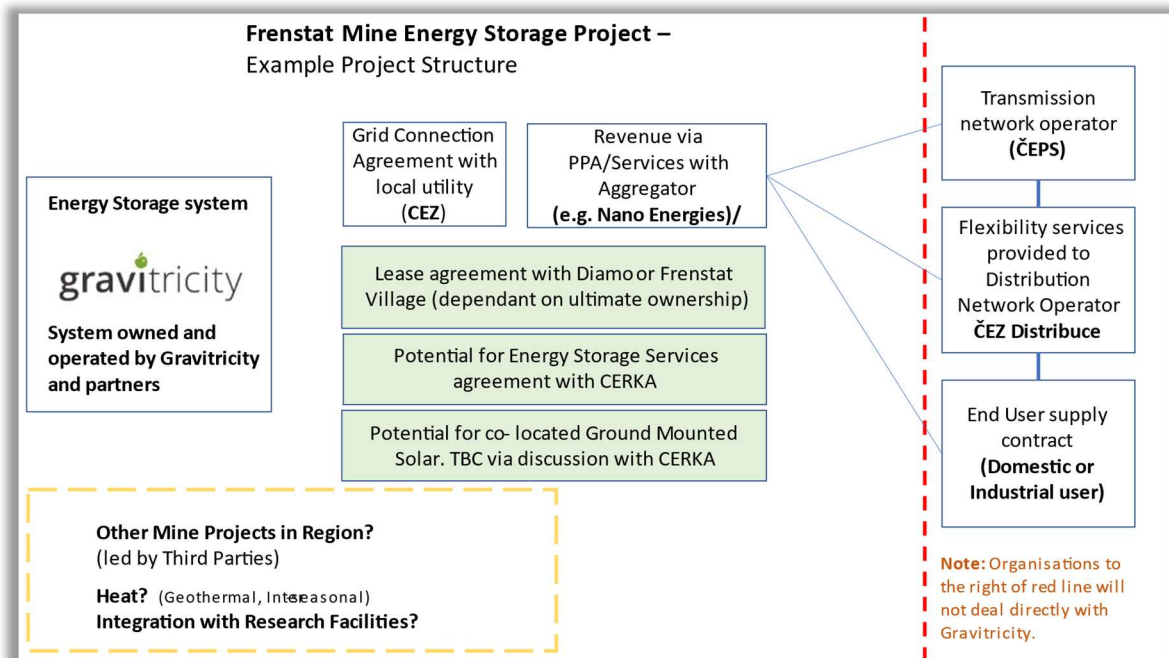 Frenstat Mine Energy Storage Project –
Example Project Structure
Energy Storage system
gravitricity
System owned and
operated by Gravitricity
and partners
Grid Connection
Agreement with
local utility
(CEZ)
Revenue via
PPA/Services with
Aggregator
(e.g. Nano Energies)/
Lease agreement with Diamo or Frenstat
Village (dependant on ultimate ownership)
Potential for Energy Storage Services
agreement with CERKA
Potential for co- located Ground Mounted
Solar. TBC via discussion with CERKA
Transmission
network operator
(ČEPS)
Flexibility services
provided to
Distribution
Network Operator
ČEZ Distribuce
End User supply
contract
(Domestic or
Industrial user)
Other Mine Projects in Region?
(led by Third Parties)
Heat? (Geothermal, Inter-seasonal)
Integration with Research Facilities?
Note: Organisations to
the right of red line will
not deal directly with
Gravitricity.